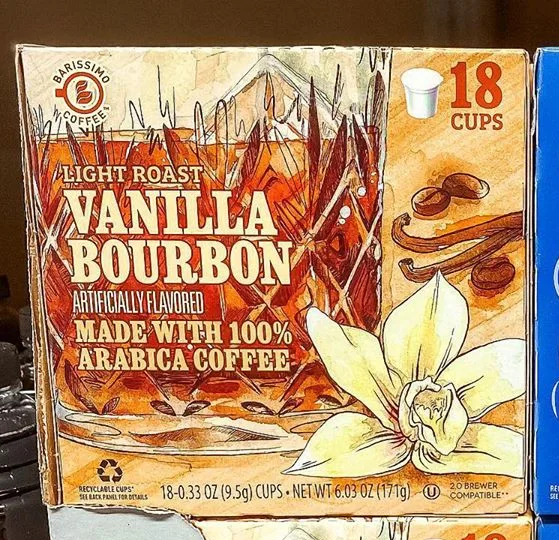 BARISSIMO
COFFEE
18
CUPS
LIGHT ROAST
VANILLA
BOURBON
ARTIFICIALLY FLAVORED
MADE WITH 100%
ARABICA COFFEE
RECYCLABLE CUPS*
SEE BACK PANEL FOR DETAILS
18-0.33 OZ (9.5g) CUPS • NET WT 6.03 OZ (171g)
U
2.0 BREWER
COMPATIBLE**